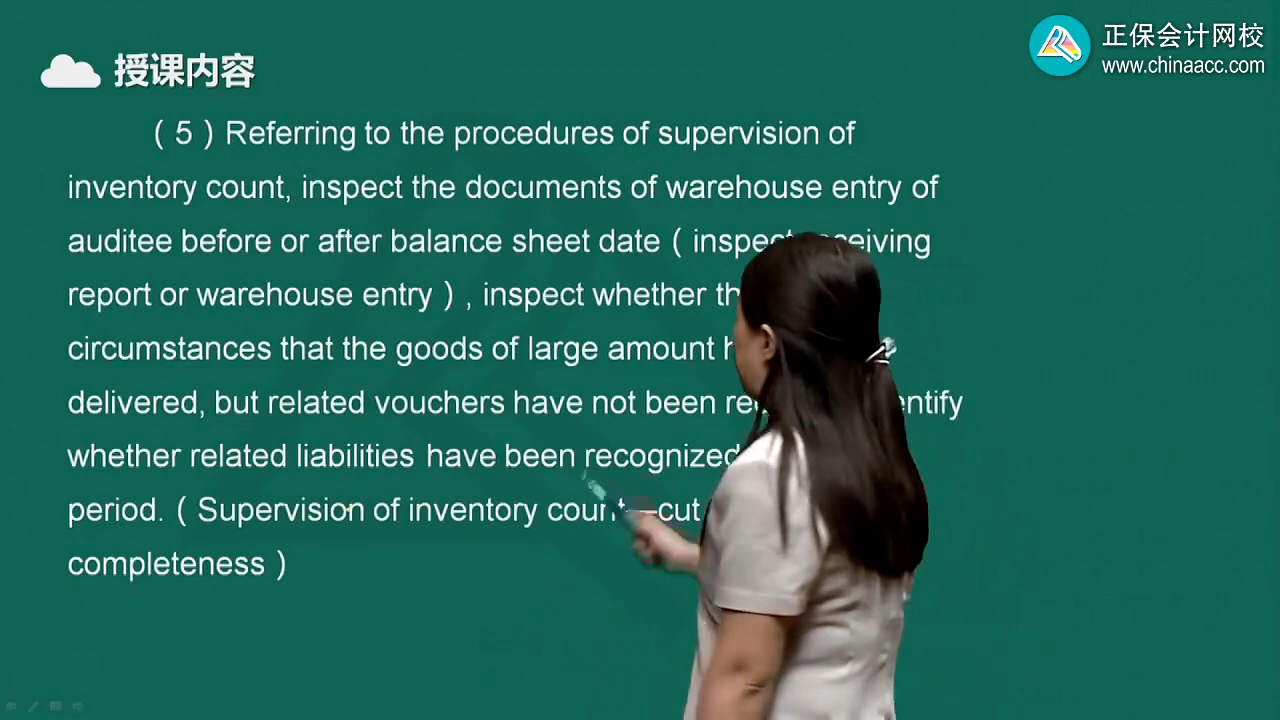 正保会计网校
www.chinaacc.com
授课内容
（5）Referring to the procedures of supervision of
inventory count, inspect the documents of warehouse entry of
auditee before or after balance sheet date（inspect receiving
report or warehouse entry）, inspect whether
circumstances that the goods of large amount
delivered, but related vouchers have not been
whether related liabilities have been recognized
period.（Supervision of inventory count—cut
completeness）